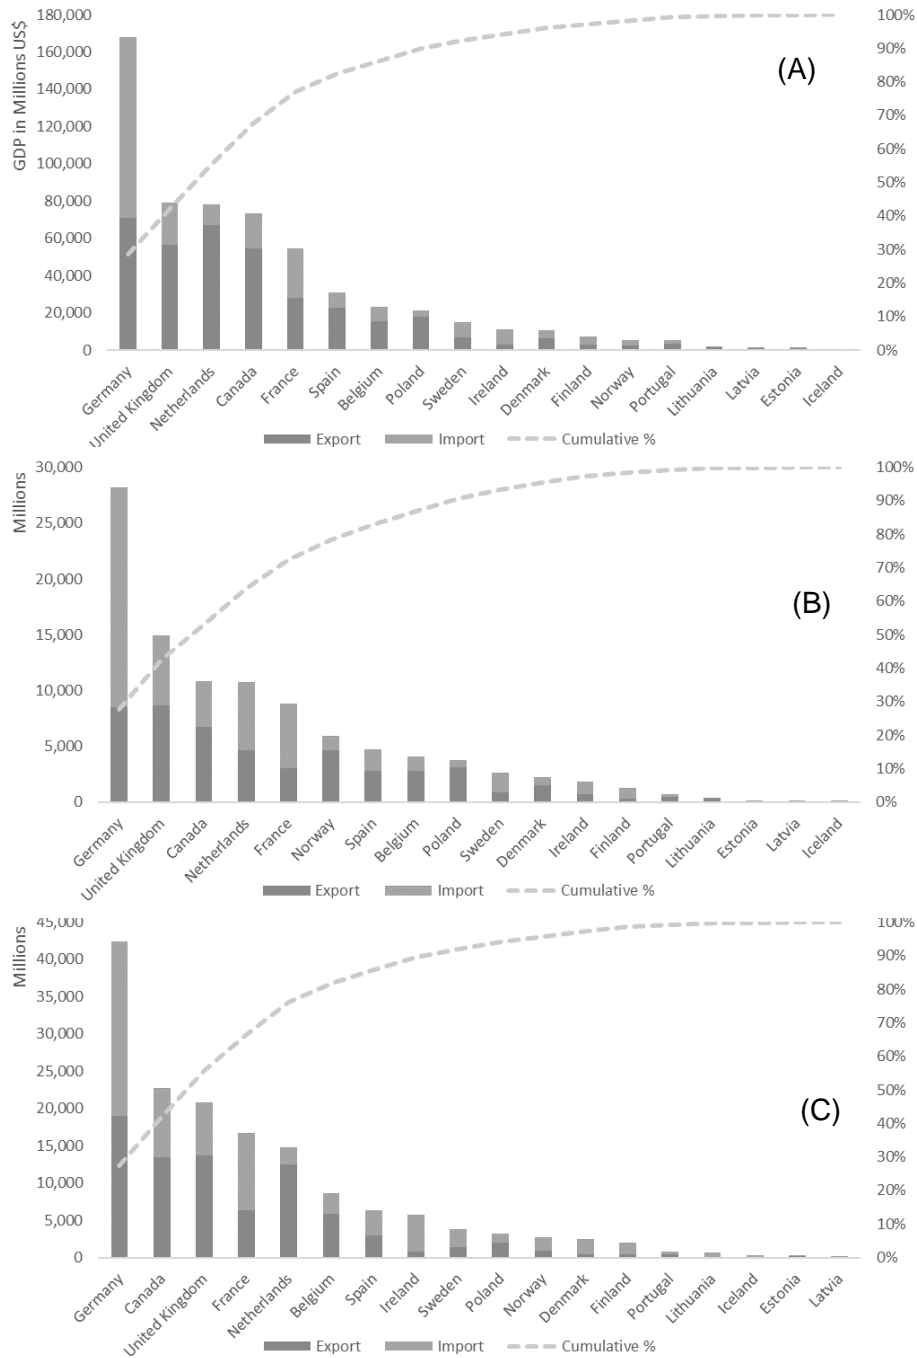 180,000
160,000
140,000
120,000
100,000
80,000
60,000
40,000
20,000
0
GDP in Millions US$
100%
90%
80%
70%
60%
50%
40%
30%
20%
10%
0%
(A)
Germany
United Kingdom
Netherlands
Canada
France
Spain
Belgium
Poland
Sweden
Ireland
Denmark
Finland
Norway
Portugal
Lithuania
Latvia
Estonia
Iceland
Export Import Cumulative %
30,000
25,000
20,000
15,000
10,000
5,000
0
Millions
100%
90%
80%
70%
60%
50%
40%
30%
20%
10%
0%
(B)
Germany
United Kingdom
Canada
Netherlands
France
Norway
Spain
Belgium
Poland
Sweden
Denmark
Ireland
Finland
Portugal
Lithuania
Estonia
Latvia
Iceland
Export Import Cumulative %
45,000
40,000
35,000
30,000
25,000
20,000
15,000
10,000
5,000
0
Millions
100%
90%
80%
70%
60%
50%
40%
30%
20%
10%
0%
(C)
Germany
Canada
United Kingdom
France
Netherlands
Belgium
Spain
Ireland
Sweden
Poland
Norway
Denmark
Finland
Portugal
Lithuania
Iceland
Estonia
Latvia
Export Import Cumulative %